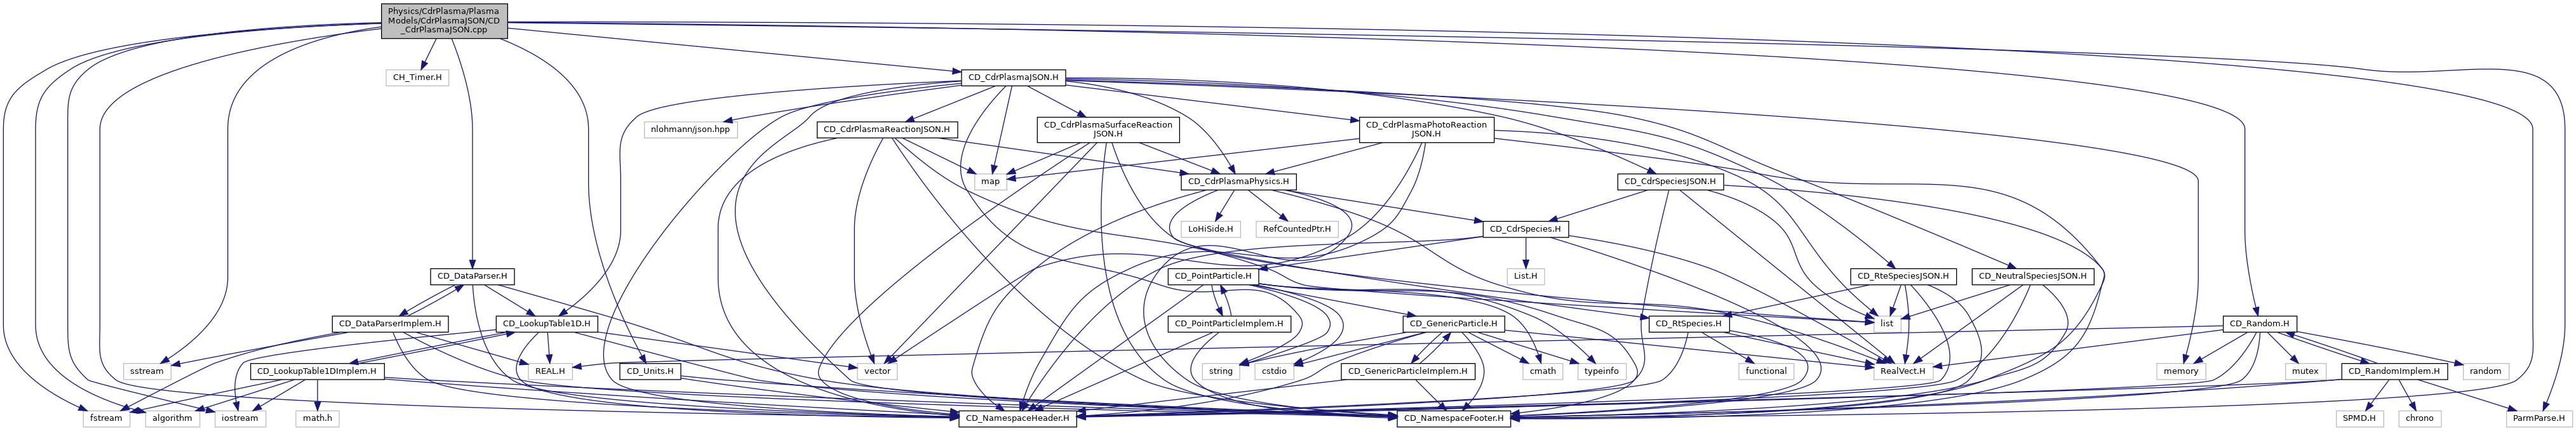 Physics/CdrPlasma/Plasma
Models/CdrPlasmaJSON/CD
_CdrPlasmaJSON.cpp
CH_Timer.H
CD_CdrPlasmaJSON.H
nlohmann/json.hpp
CD_CdrPlasmaReactionJSON.H
CD_CdrPlasmaSurfaceReaction
JSON.H
CD_CdrPlasmaPhotoReaction
JSON.H
map
CD_CdrPlasmaPhysics.H
CD_CdrSpeciesJSON.H
LoHiSide.H
RefCountedPtr.H
CD_CdrSpecies.H
CD_DataParser.H
CD_PointParticle.H
List.H
CD_RteSpeciesJSON.H
CD_NeutralSpeciesJSON.H
CD_DataParserImplem.H
CD_LookupTable1D.H
CD_PointParticleImplem.H
CD_GenericParticle.H
CD_RtSpecies.H
list
CD_Random.H
sstream
CD_LookupTable1DImplem.H
REAL.H
CD_Units.H
vector
string
cstdio
CD_GenericParticleImplem.H
cmath
typeinfo
functional
RealVect.H
memory
mutex
CD_RandomImplem.H
random
fstream
algorithm
iostream
math.h
CD_NamespaceHeader.H
CD_NamespaceFooter.H
SPMD.H
chrono
ParmParse.H